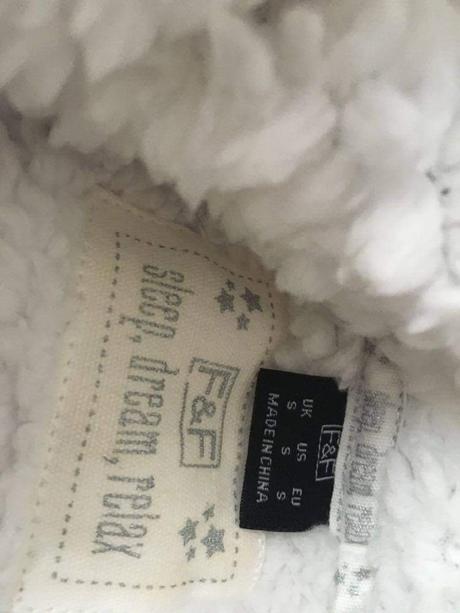 F&F
sleep, dream, relax
F&F
UK US EU
S S S
MADE IN CHINA